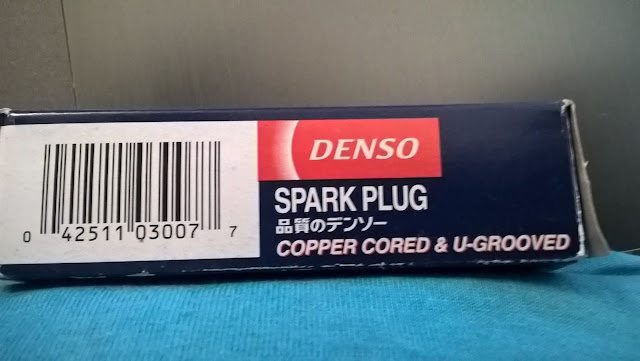 0 42511 03007 7
DENSO
SPARK PLUG
品質のデンソー
COPPER CORED & U-GROOVED